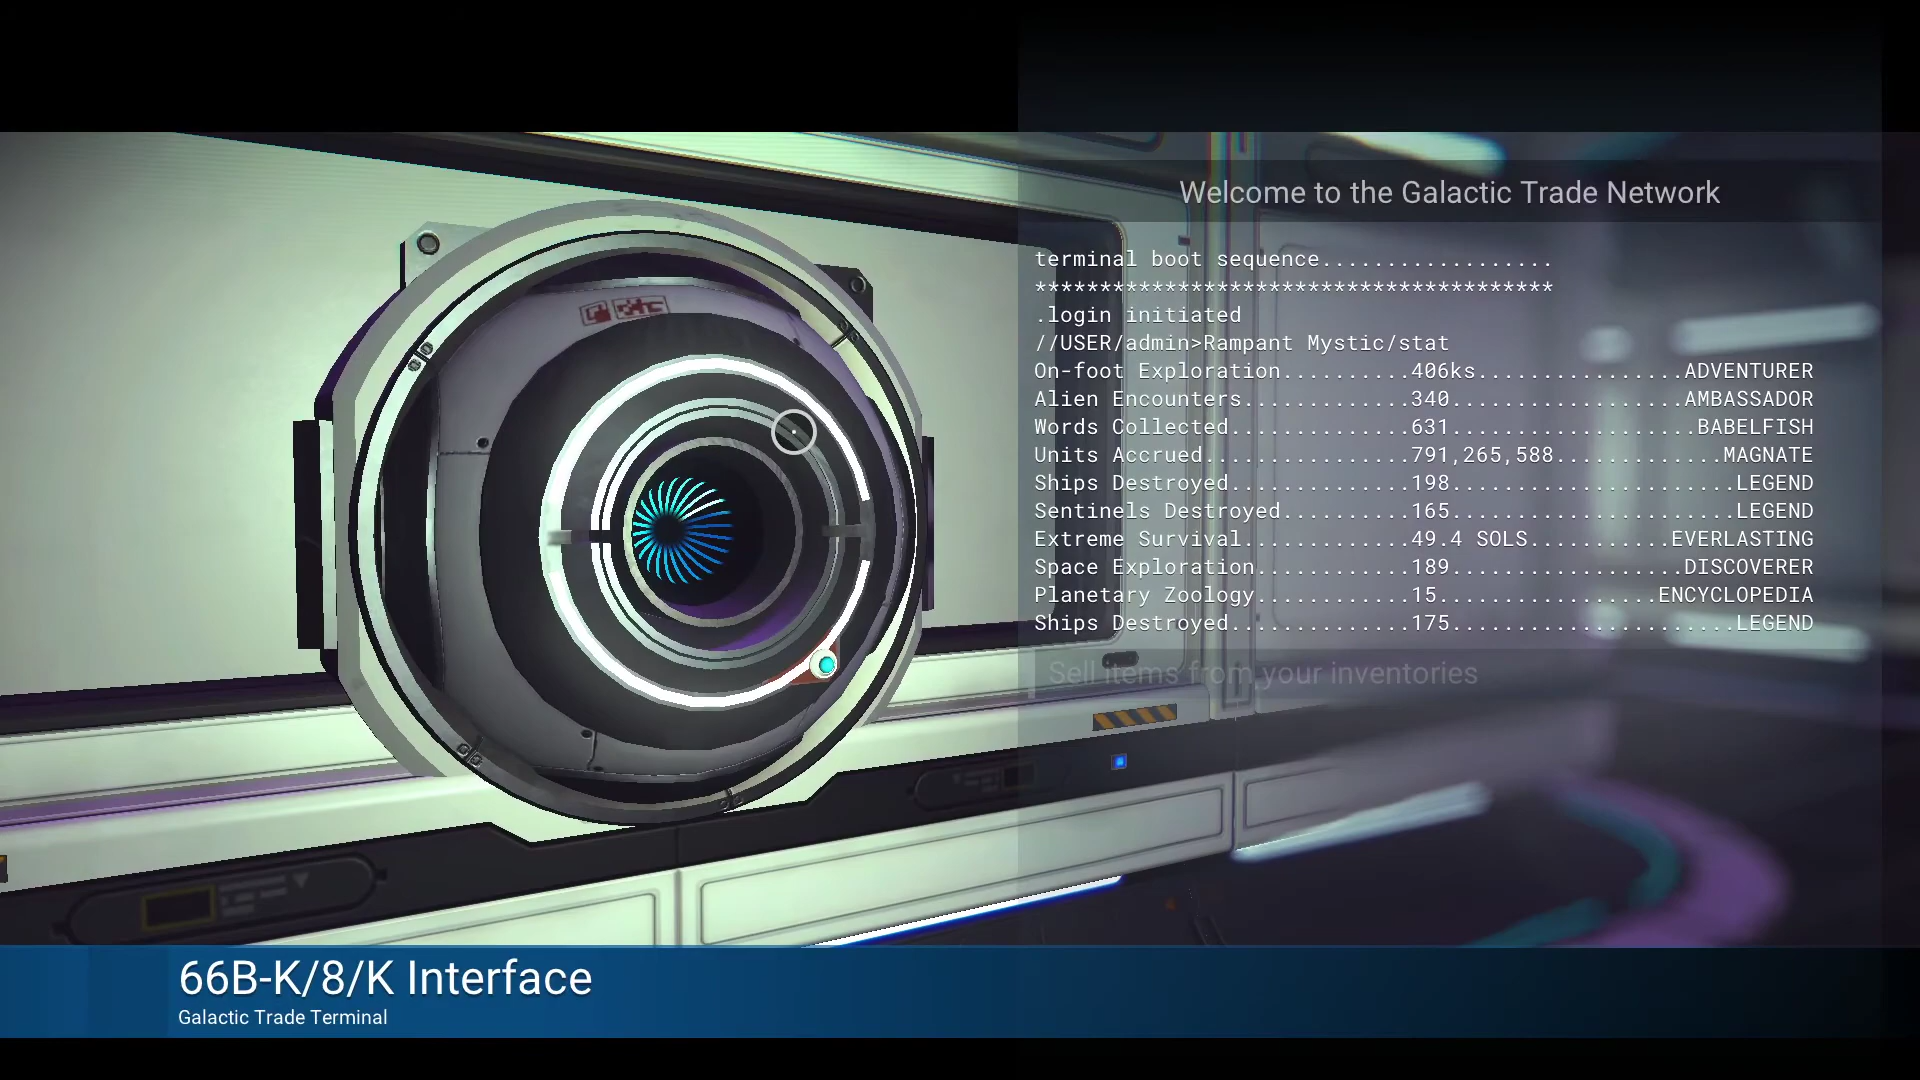 Welcome to the Galactic Trade Network
terminal boot sequence..................
****************************************
.login initiated
//USER/admin>Rampant Mystic/stat
On-foot Exploration..........406ks................ADVENTURER
Alien Encounters.............340..................AMBASSADOR
Words Collected..............631...................BABELFISH
Units Accrued................791,265,588.............MAGNATE
Ships Destroyed..............198......................LEGEND
Sentinels Destroyed..........165......................LEGEND
Extreme Survival.............49.4 SOLS...........EVERLASTING
Space Exploration............189..................DISCOVERER
Planetary Zoology............15.................ENCYCLOPEDIA
Ships Destroyed..............175......................LEGEND
Sell items from your inventories
66B-K/8/K Interface
Galactic Trade Terminal